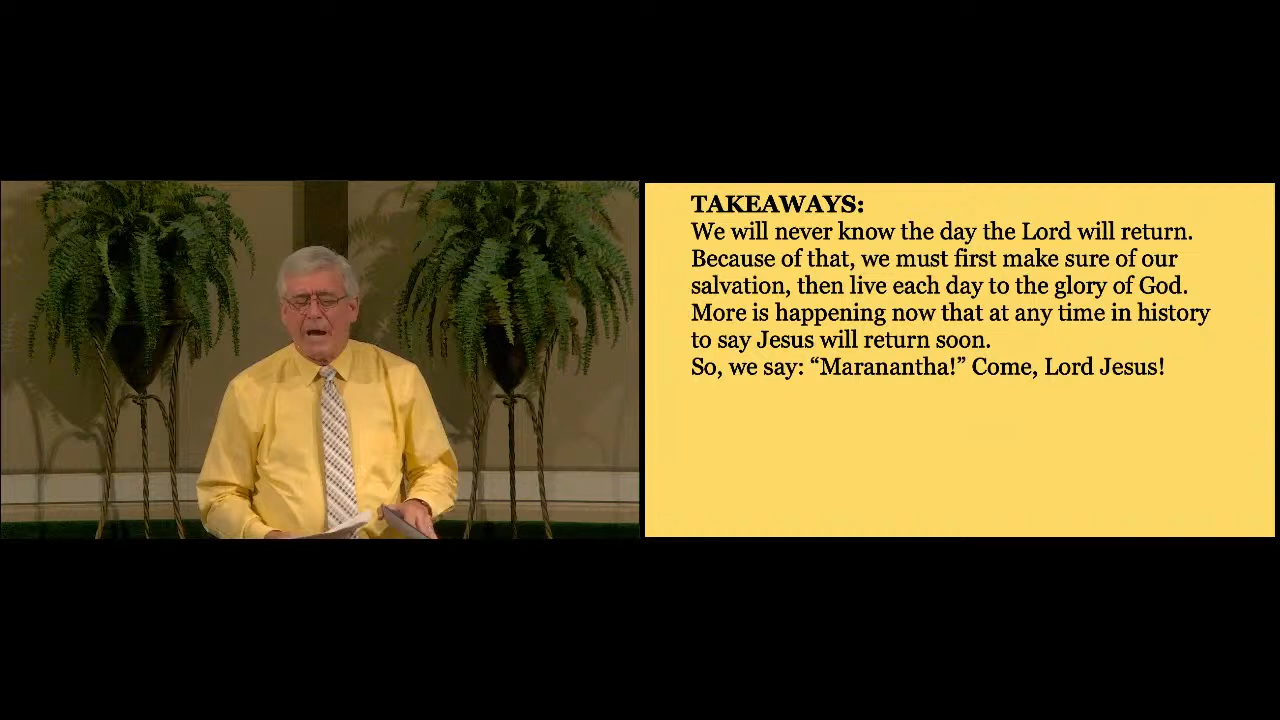 TAKEAWAYS:
We will never know the day the Lord will return.
Because of that, we must first make sure of our
salvation, then live each day to the glory of God.
More is happening now that at any time in history
to say Jesus will return soon.
So, we say: “Maranantha!” Come, Lord Jesus!